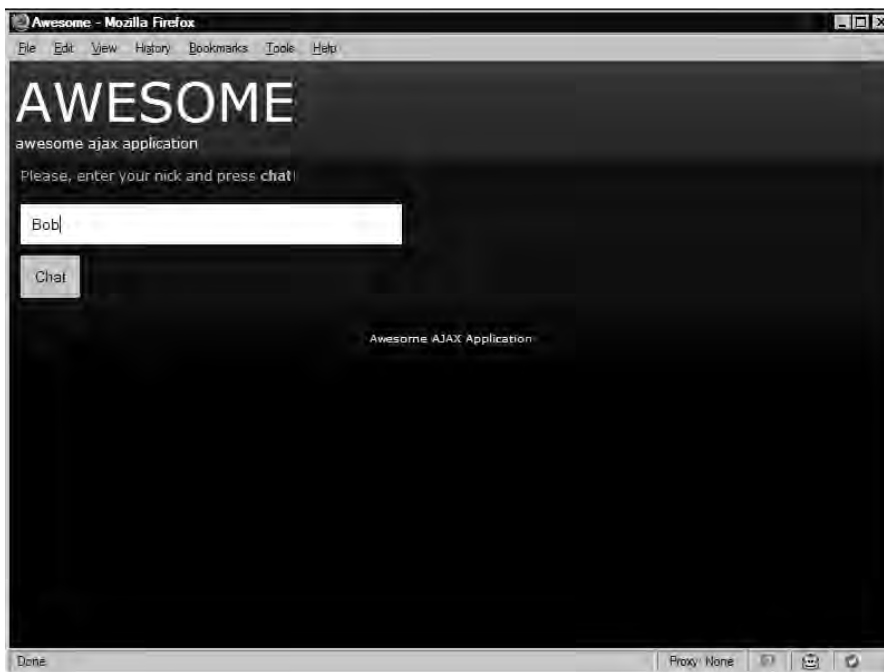 Awesome - Mozilla Firefox
File Edit View History Bookmarks Tools Help
AWESOME
awesome ajax application
Please, enter your nick and press chat!
Bob
Chat
Awesome AJAX Application
Done
Proxy: None